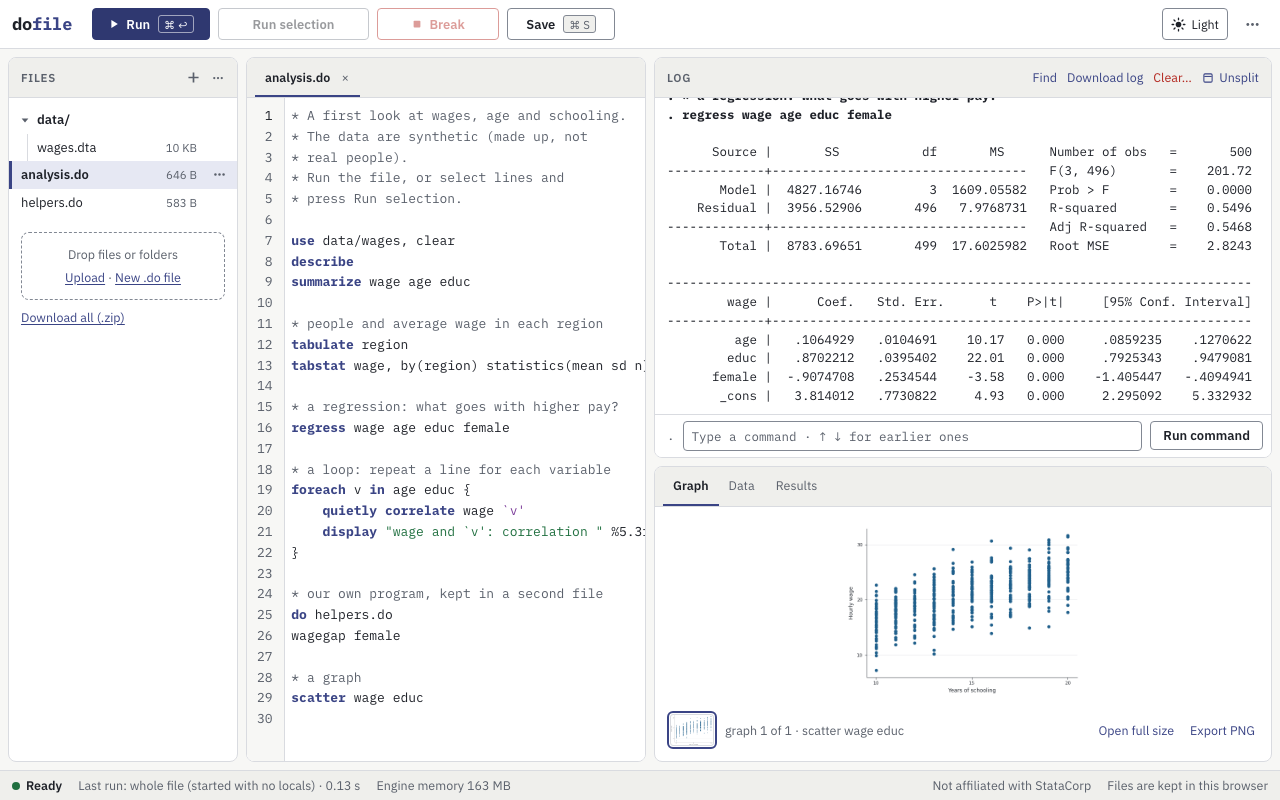 dofile
Run ⌘ ↩
Run selection
Break
Save ⌘ S
Light
FILES
data/
wages.dta 10 KB
analysis.do 646 B
helpers.do 583 B
Drop files or folders
Upload · New .do file
Download all (.zip)
analysis.do ×
1 * A first look at wages, age and schooling.
2 * The data are synthetic (made up, not
3 * real people).
4 * Run the file, or select lines and
5 * press Run selection.
6
7 use data/wages, clear
8 describe
9 summarize wage age educ
10
11 * people and average wage in each region
12 tabulate region
13 tabstat wage, by(region) statistics(mean sd n)
14
15 * a regression: what goes with higher pay?
16 regress wage age educ female
17
18 * a loop: repeat a line for each variable
19 foreach v in age educ {
20     quietly correlate wage `v'
21     display "wage and `v': correlation " %5.3
22 }
23
24 * our own program, kept in a second file
25 do helpers.do
26 wagegap female
27
28 * a graph
29 scatter wage educ
30
LOG
Find Download log Clear... Unsplit
. * a regression: what goes with higher pay?
. regress wage age educ female
      Source |       SS           df       MS      Number of obs   =       500
-------------+----------------------------------   F(3, 496)       =    201.72
       Model |  4827.16746         3  1609.05582   Prob > F        =    0.0000
    Residual |  3956.52906       496   7.9768731   R-squared       =    0.5496
-------------+----------------------------------   Adj R-squared   =    0.5468
       Total |  8783.69651       499  17.6025982   Root MSE        =    2.8243
------------------------------------------------------------------------------
        wage |      Coef.   Std. Err.      t    P>|t|     [95% Conf. Interval]
-------------+----------------------------------------------------------------
         age |   .1064929   .0104691    10.17   0.000     .0859235    .1270622
        educ |   .8702212   .0395402    22.01   0.000     .7925343    .9479081
      female |  -.9074708   .2534544    -3.58   0.000    -1.405447   -.4094941
       _cons |   3.814012   .7730822     4.93   0.000     2.295092    5.332932
. Type a command · ↑ ↓ for earlier ones
Run command
Graph Data Results
Hourly wage
30
20
10
10 15 20
Years of schooling
graph 1 of 1 · scatter wage educ
Open full size Export PNG
Ready Last run: whole file (started with no locals) · 0.13 s Engine memory 163 MB
Not affiliated with StataCorp Files are kept in this browser